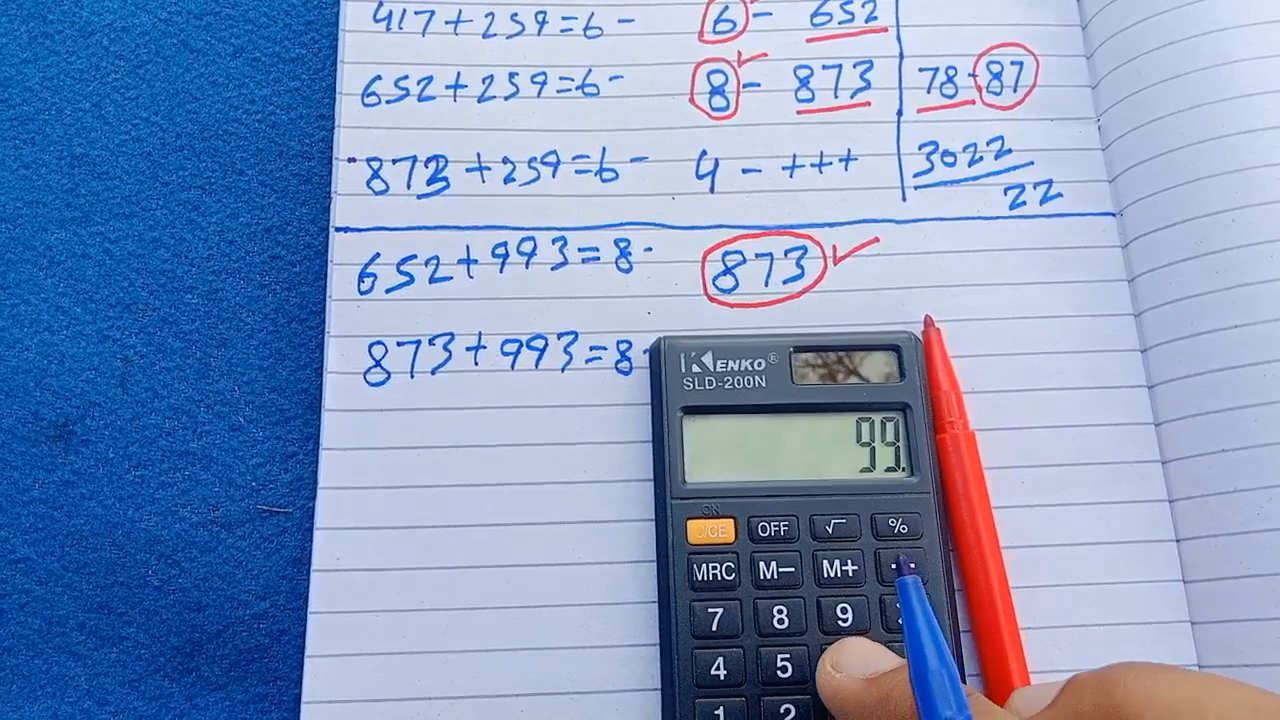 417+259=6- 6- 652
652+259=6- 8- 873 78-87
873+259=6- 4-+++ 3022
22
652+993=8- 873
873+993=8-
KENKO®
SLD-200N
99.
ON
C/CE OFF √ %
MRC M− M+
7 8 9
4 5
1 2